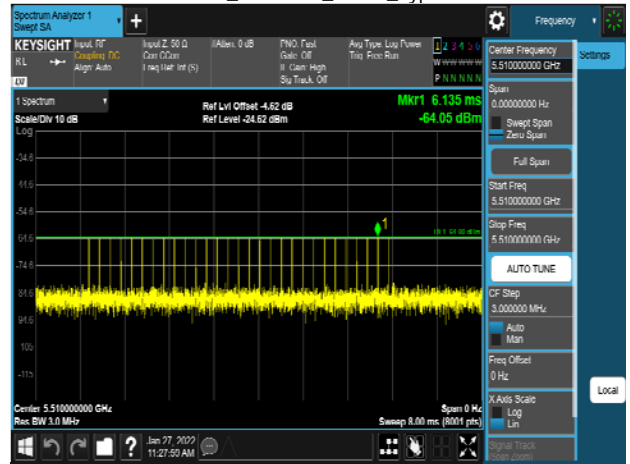 Spectrum Analyzer 1
Swept SA
Frequency
KEYSIGHT
Input: RF
Input Z: 50 Ω
#Atten: 0 dB
PNO: Fast
Avg Type: Log Power
1 2 3 4 5 6
RL
Coupling: DC
Corr CCorr
Gate: Off
Trig: Free Run
W W W W W W
Align: Auto
Freq Ref: Int (S)
IF Gain: High
Sig Track: Off
P N N N N N
1 Spectrum
Ref Lvl Offset -4.62 dB
Mkr1 6.135 ms
Scale/Div 10 dB
Ref Level -24.62 dBm
-64.05 dBm
Log
-34.6
-44.6
-54.6
1
-64.6
-74.6
-84.6
-94.6
-105
-115
Center 5.510000000 GHz
Span 0 Hz
Res BW 3.0 MHz
Sweep 8.00 ms (8001 pts)
Jan 27, 2022
11:27:50 AM
Center Frequency
5.510000000 GHz
Settings
Span
0.00000000 Hz
Swept Span
Zero Span
Full Span
Start Freq
5.510000000 GHz
Stop Freq
5.510000000 GHz
AUTO TUNE
CF Step
3.000000 MHz
Auto
Man
Freq Offset
0 Hz
X Axis Scale
Log
Lin
Local
Signal Track
(Span Zoom)